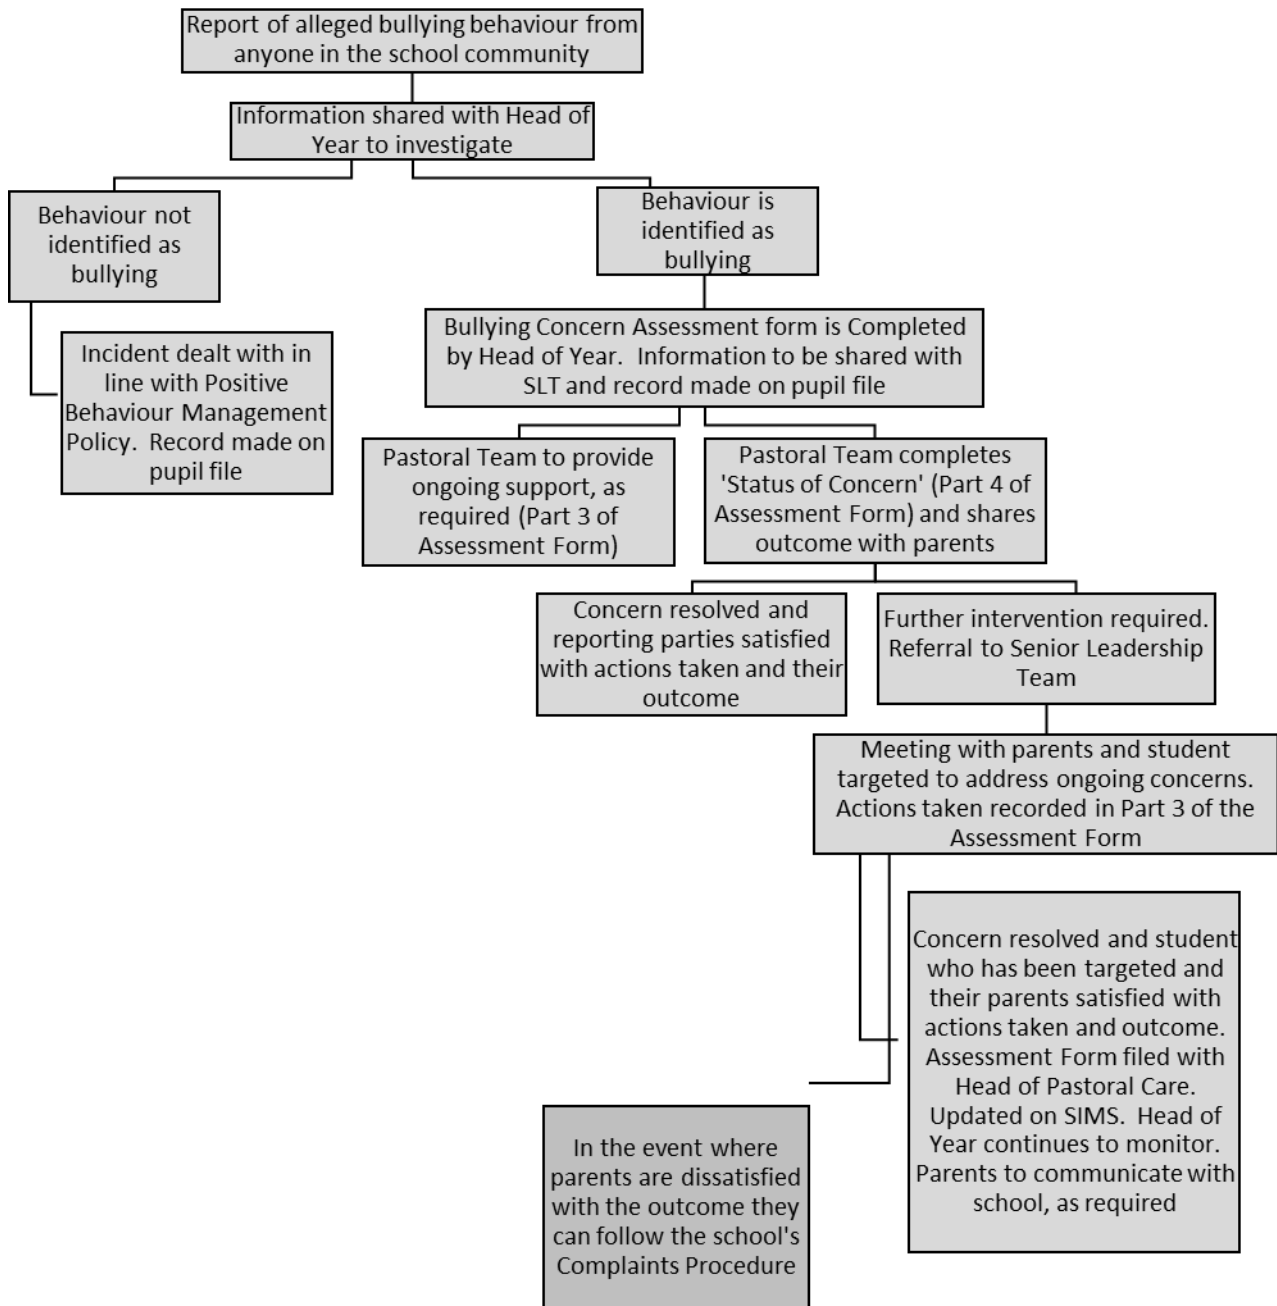 Report of alleged bullying behaviour from
anyone in the school community
Information shared with Head of
Year to investigate
Behaviour not
identified as
bullying
Behaviour is
identified as
bullying
Incident dealt with in
line with Positive
Behaviour Management
Policy. Record made on
pupil file
Bullying Concern Assessment form is Completed
by Head of Year. Information to be shared with
SLT and record made on pupil file
Pastoral Team to provide
ongoing support, as
required (Part 3 of
Assessment Form)
Pastoral Team completes
'Status of Concern' (Part 4 of
Assessment Form) and shares
outcome with parents
Concern resolved and
reporting parties satisfied
with actions taken and their
outcome
Further intervention required.
Referral to Senior Leadership
Team
Meeting with parents and student
targeted to address ongoing concerns.
Actions taken recorded in Part 3 of the
Assessment Form
Concern resolved and student
who has been targeted and
their parents satisfied with
actions taken and outcome.
Assessment Form filed with
Head of Pastoral Care.
Updated on SIMS. Head of
Year continues to monitor.
Parents to communicate with
school, as required
In the event where
parents are dissatisfied
with the outcome they
can follow the school's
Complaints Procedure